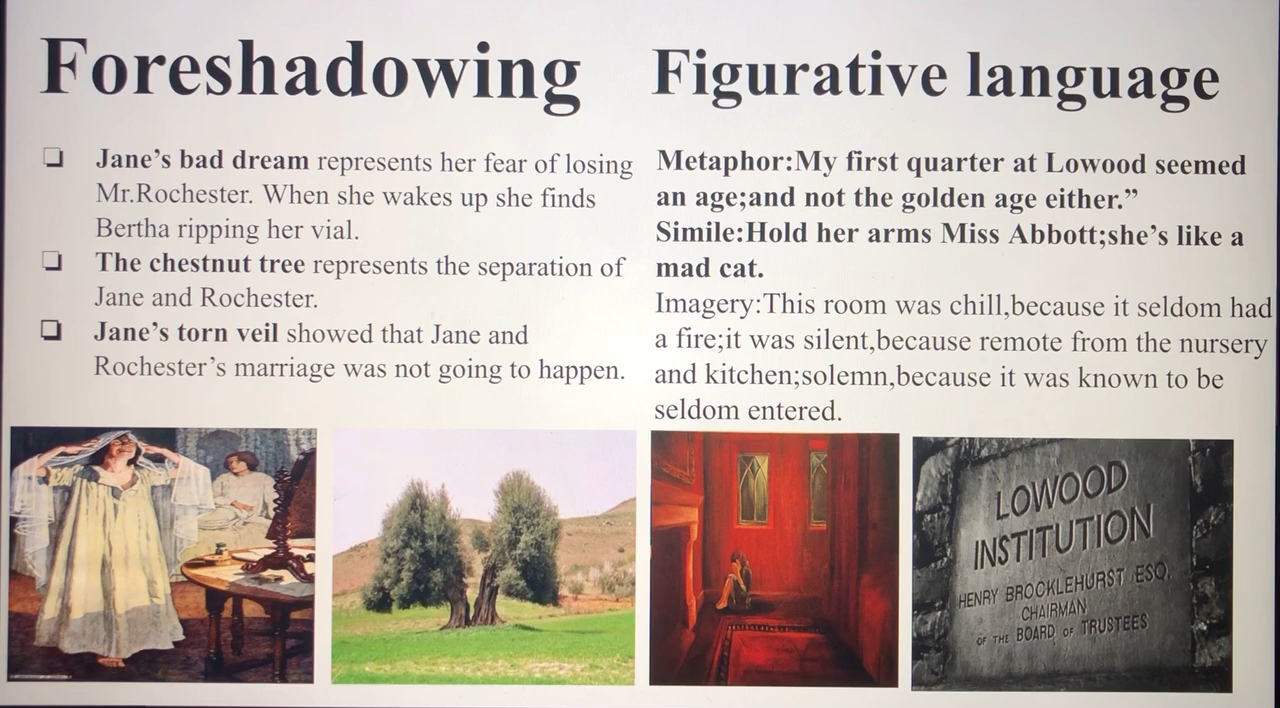 Foreshadowing
❏ Jane's bad dream represents her fear of losing
Mr.Rochester. When she wakes up she finds
Bertha ripping her vial.
❏ The chestnut tree represents the separation of
Jane and Rochester.
❏ Jane's torn veil showed that Jane and
Rochester's marriage was not going to happen.
Figurative language
Metaphor:My first quarter at Lowood seemed
an age;and not the golden age either.”
Simile:Hold her arms Miss Abbott;she's like a
mad cat.
Imagery:This room was chill,because it seldom had
a fire;it was silent,because remote from the nursery
and kitchen;solemn,because it was known to be
seldom entered.
LOWOOD
INSTITUTION
HENRY BROCKLEHURST ESQ.
CHAIRMAN
OF THE BOARD OF TRUSTEES